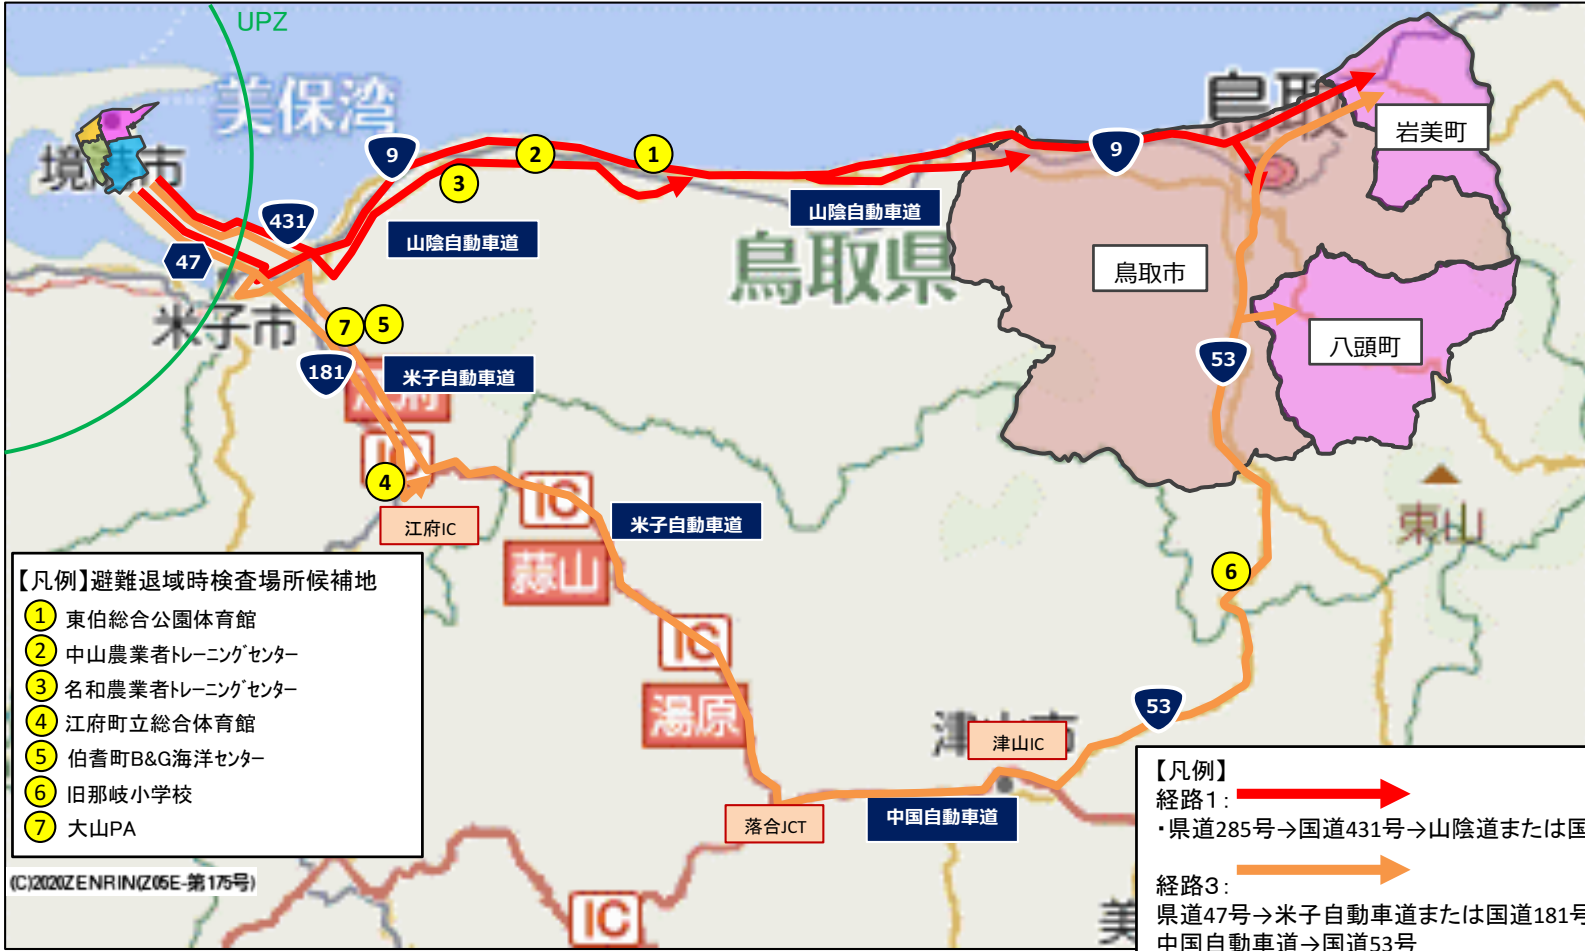 UPZ
美保湾
境港市
米子市
鳥取県
鳥取
岩美町
鳥取市
八頭町
9
9
431
47
181
53
53
山陰自動車道
山陰自動車道
米子自動車道
米子自動車道
中国自動車道
1
2
3
7
5
4
6
IC
江府IC
IC
蒜山
IC
湯原
IC
東山
津山IC
落合JCT
【凡例】避難退域時検査場所候補地
1 東伯総合公園体育館
2 中山農業者トレーニングセンター
3 名和農業者トレーニングセンター
4 江府町立総合体育館
5 伯耆町B&G海洋センター
6 旧那岐小学校
7 大山PA
(C)2020ZENRIN(Z05E-第175号)
【凡例】
経路1:
・県道285号→国道431号→山陰道または国
経路3:
県道47号→米子自動車道または国道181号
中国自動車道→国道53号
美